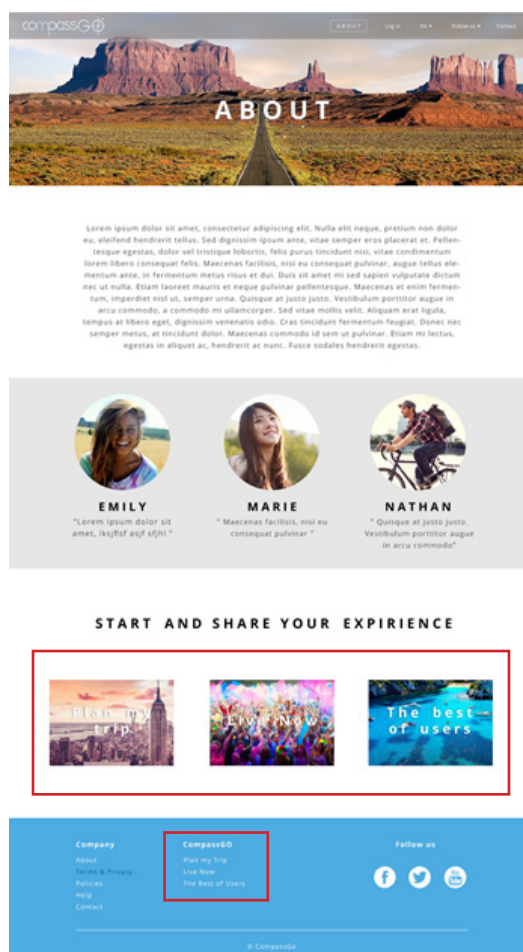 compassGO
ABOUT Log in EN Follow us Contact
ABOUT
Lorem ipsum dolor sit amet, consectetur adipiscing elit. Nulla elit neque, pretium non dolor
eu, eleifend hendrerit tellus. Sed dignissim ipsum ante, vitae semper eros placerat et. Pellen-
tesque egestas, dolor vel tristique lobortis, felis purus tincidunt nisi, vitae condimentum
lorem libero consequat felis. Maecenas facilisis, nisi eu consequat pulvinar, augue tellus ele-
mentum ante, in fermentum metus risus et dui. Duis sit amet mi sed sapien vulputate dictum
nec ut nulla. Etiam laoreet mauris et neque pulvinar pellentesque. Maecenas et enim fermen-
tum, imperdiet nisl ut, semper urna. Quisque at justo justo. Vestibulum porttitor augue in
arcu commodo, a commodo mi ullamcorper. Sed vitae mollis velit. Aliquam erat ligula,
tempus at libero eget, dignissim venenatis odio. Cras tincidunt fermentum feugiat. Donec nec
semper metus, at tincidunt dolor. Maecenas commodo id sem ut pulvinar. Etiam mi lectus,
egestas in aliquet ac, hendrerit ac nunc. Fusce sodales hendrerit egestas.
EMILY
"Lorem ipsum dolor sit
amet, lksjflsf asjf sfjhl "
MARIE
" Maecenas facilisis, nisi eu
consequat pulvinar "
NATHAN
" Quisque at justo justo.
Vestibulum porttitor augue
in arcu commodo"
START AND SHARE YOUR EXPIRIENCE
Plan my
trip
Live Now
The best
of users
Company
About
Terms & Privacy
Policies
Help
Contact
CompassGO
Plan my Trip
Live Now
The Best of Users
Follow us
You
Tube
© CompassGo